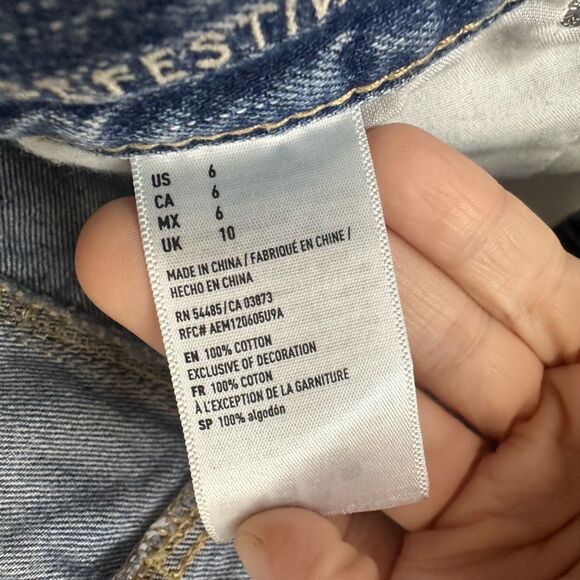 US 6
CA 6
MX 6
UK 10
MADE IN CHINA / FABRIQUÉ EN CHINE /
HECHO EN CHINA
RN 54485/CA 03873
RFC# AEM120605U9A
EN 100% COTTON
EXCLUSIVE OF DECORATION
FR 100% COTON
À L'EXCEPTION DE LA GARNITURE
SP 100% algodón